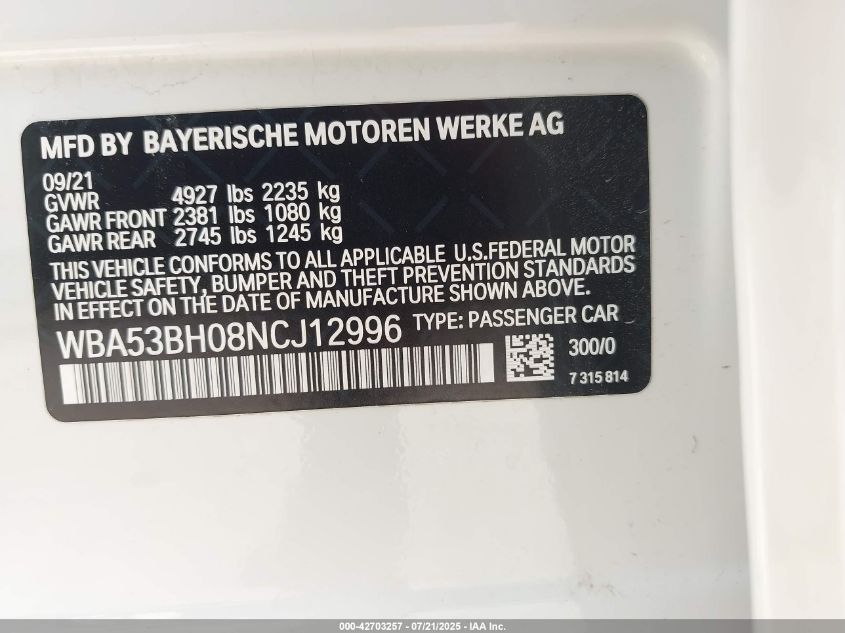 MFD BY BAYERISCHE MOTOREN WERKE AG
09/21
GVWR 4927 lbs 2235 kg
GAWR FRONT 2381 lbs 1080 kg
GAWR REAR 2745 lbs 1245 kg
THIS VEHICLE CONFORMS TO ALL APPLICABLE U.S.FEDERAL MOTOR
VEHICLE SAFETY, BUMPER AND THEFT PREVENTION STANDARDS
IN EFFECT ON THE DATE OF MANUFACTURE SHOWN ABOVE.
WBA53BH08NCJ12996 TYPE: PASSENGER CAR
300/0
7 315 814
000-42703257 - 07/21/2025 - IAA Inc.